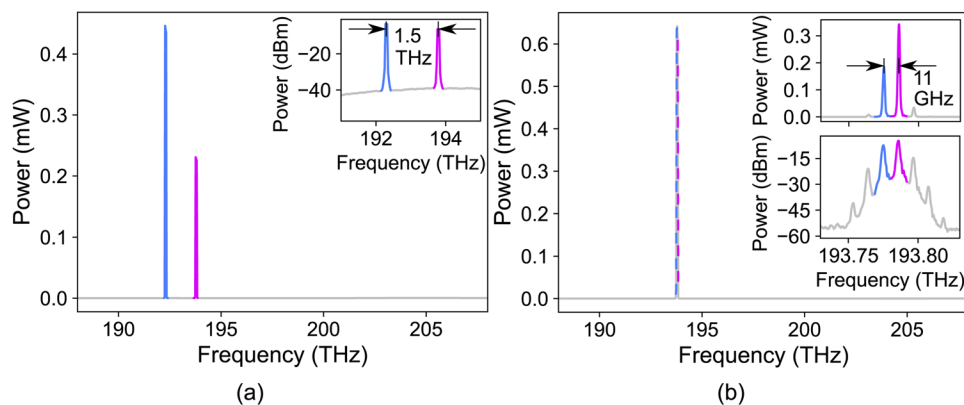 Power (mW)
0.4
0.3
0.2
0.1
0.0
190
195
200
205
Frequency (THz)
Power (dBm)
−20
−40
1.5
THz
192
194
Frequency (THz)
(a)
Power (mW)
0.6
0.5
0.4
0.3
0.2
0.1
0.0
190
195
200
205
Frequency (THz)
Power (mW)
0.4
0.2
0.1
0.0
11
GHz
Power (dBm)
−15
−30
−45
−60
193.75
193.80
Frequency (THz)
(b)